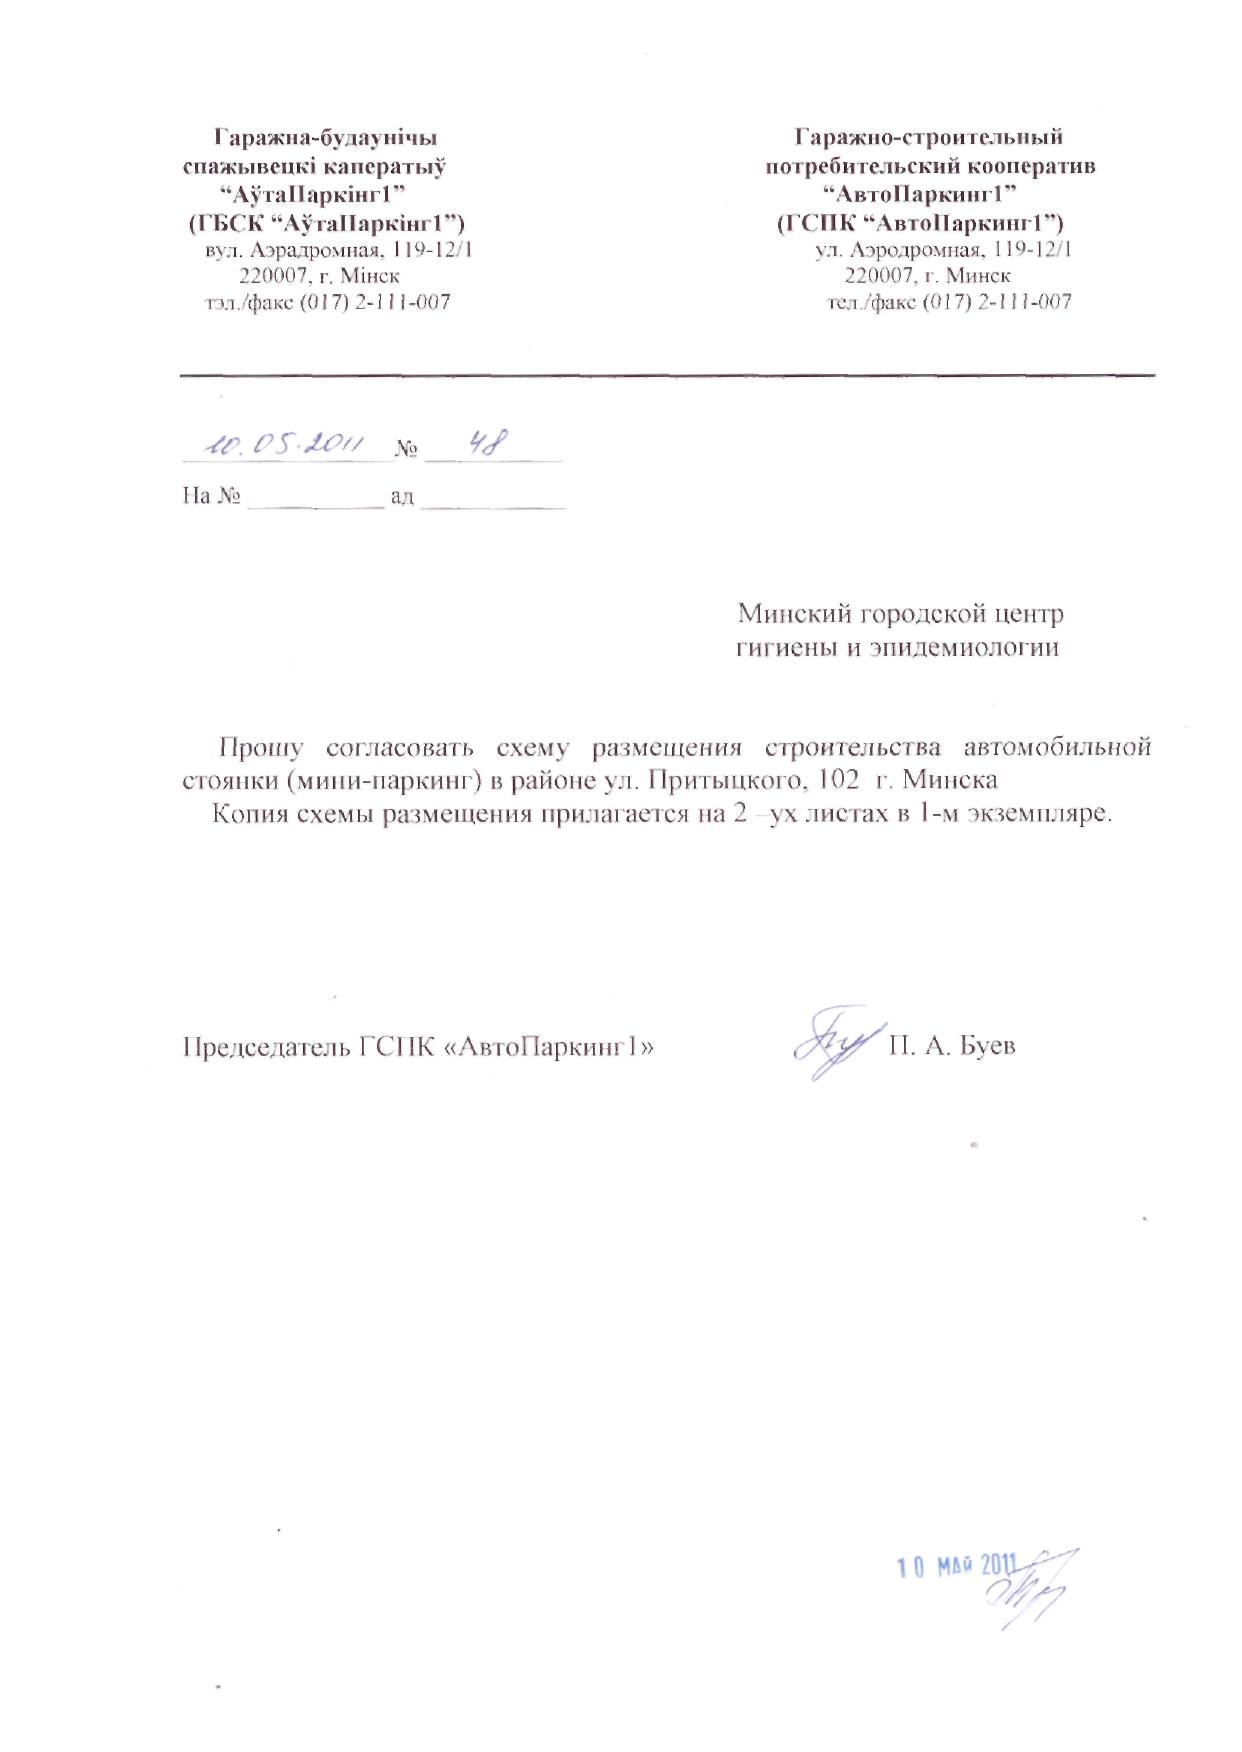 Гаражна-будаунічы
спажывецкі каператыў
“АўтаПаркінг1”
(ГБСК “АўтаПаркінг1”)
вул. Аэрадромная, 119-12/1
220007, г. Мінск
тэл./факс (017) 2-111-007
Гаражно-строительный
потребительский кооператив
“АвтоПаркинг1”
(ГСПК “АвтоПаркинг1”)
ул. Аэродромная, 119-12/1
220007, г. Минск
тел./факс (017) 2-111-007
10.05.2011 № 48
На № ____________ ад ____________
Минский городской центр
гигиены и эпидемиологии
Прошу согласовать схему размещения строительства автомобильной
стоянки (мини-паркинг) в районе ул. Притыцкого, 102 г. Минска
Копия схемы размещения прилагается на 2 –ух листах в 1-м экземпляре.
Председатель ГСПК «АвтоПаркинг1» П. А. Буев
10 МАЙ 2011